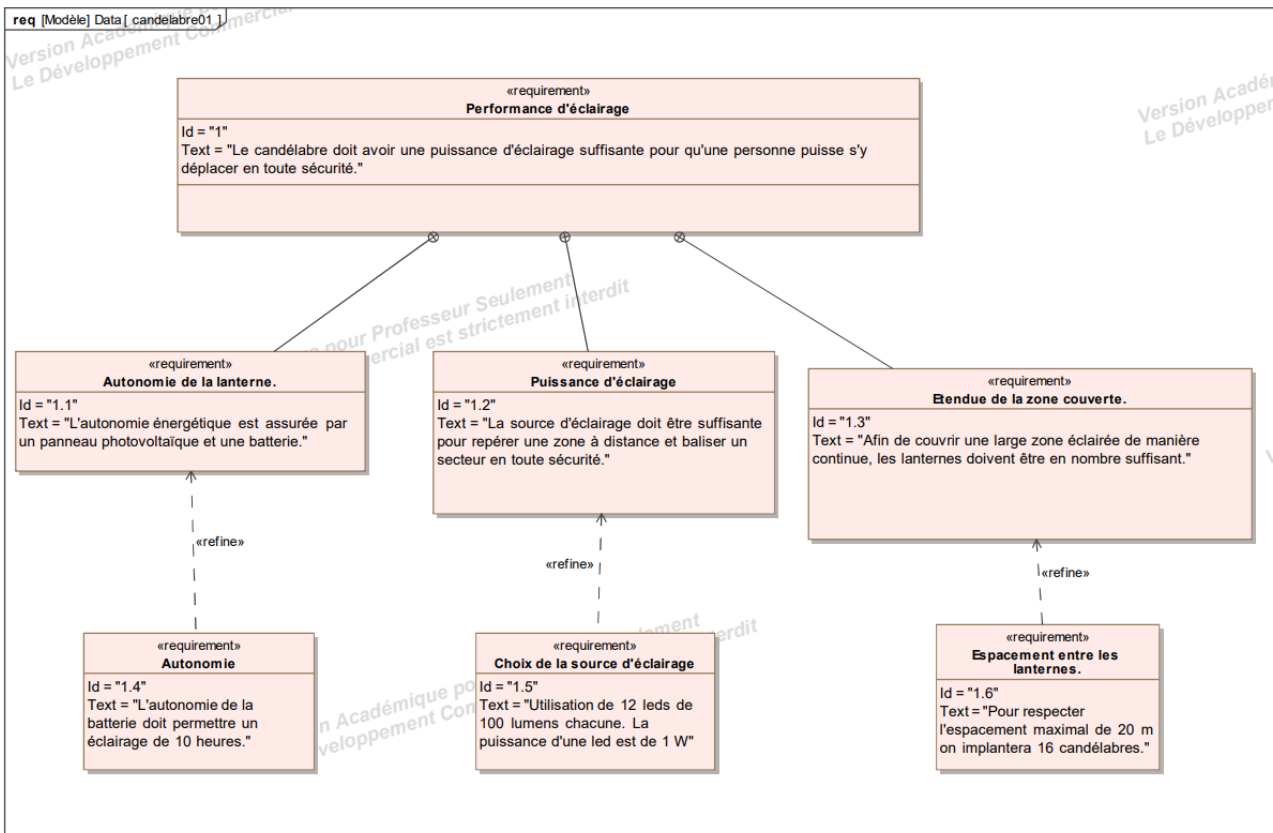 req [Modèle] Data [ candelabre01 ]
Version Académique po
Le Développement Commercial
Version Acadé
Le Développem
«requirement»
Performance d'éclairage
Id = "1"
Text = "Le candélabre doit avoir une puissance d'éclairage suffisante pour qu'une personne puisse s'y
déplacer en toute sécurité."
pour Professeur Seulement
ercial est strictement interdit
«requirement»
Autonomie de la lanterne.
Id = "1.1"
Text = "L'autonomie énergétique est assurée par
un panneau photovoltaïque et une batterie."
«requirement»
Puissance d'éclairage
Id = "1.2"
Text = "La source d'éclairage doit être suffisante
pour repérer une zone à distance et baliser un
secteur en toute sécurité."
«requirement»
Etendue de la zone couverte.
Id = "1.3"
Text = "Afin de couvrir une large zone éclairée de manière
continue, les lanternes doivent être en nombre suffisant."
«refine»
«refine»
«refine»
ement
erdit
n Académique po
veloppement Con
«requirement»
Autonomie
Id = "1.4"
Text = "L'autonomie de la
batterie doit permettre un
éclairage de 10 heures."
«requirement»
Choix de la source d'éclairage
Id = "1.5"
Text = "Utilisation de 12 leds de
100 lumens chacune. La
puissance d'une led est de 1 W"
«requirement»
Espacement entre les
lanternes.
Id = "1.6"
Text = "Pour respecter
l'espacement maximal de 20 m
on implantera 16 candélabres."